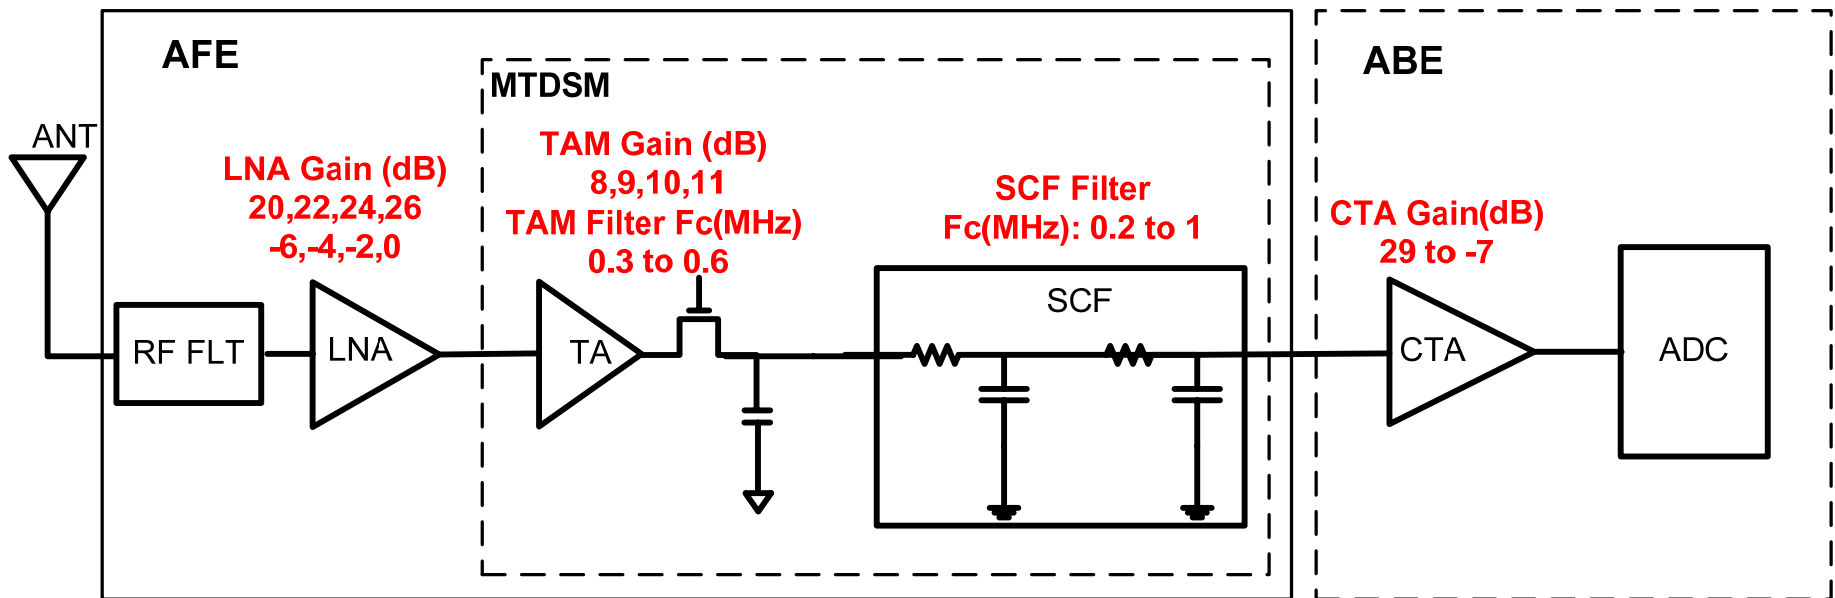 AFE
ABE
MTDSM
ANT
LNA Gain (dB)
20,22,24,26
-6,-4,-2,0
TAM Gain (dB)
8,9,10,11
TAM Filter Fc(MHz)
0.3 to 0.6
SCF Filter
Fc(MHz): 0.2 to 1
CTA Gain(dB)
29 to -7
RF FLT
LNA
TA
SCF
CTA
ADC